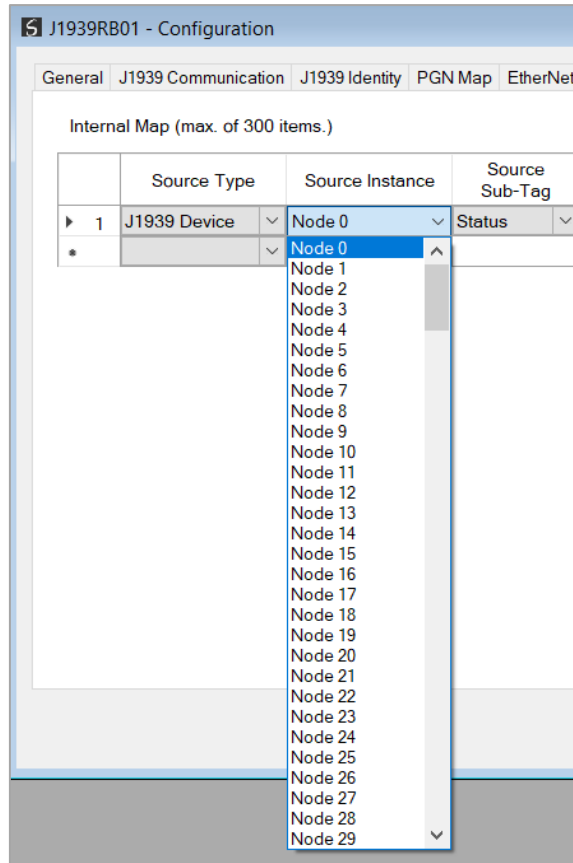 J1939RB01 - Configuration
General J1939 Communication J1939 Identity PGN Map EtherNet
Internal Map (max. of 300 items.)
Source Type Source Instance Source Sub-Tag
1 J1939 Device Node 0 Status
Node 0
Node 1
Node 2
Node 3
Node 4
Node 5
Node 6
Node 7
Node 8
Node 9
Node 10
Node 11
Node 12
Node 13
Node 14
Node 15
Node 16
Node 17
Node 18
Node 19
Node 20
Node 21
Node 22
Node 23
Node 24
Node 25
Node 26
Node 27
Node 28
Node 29